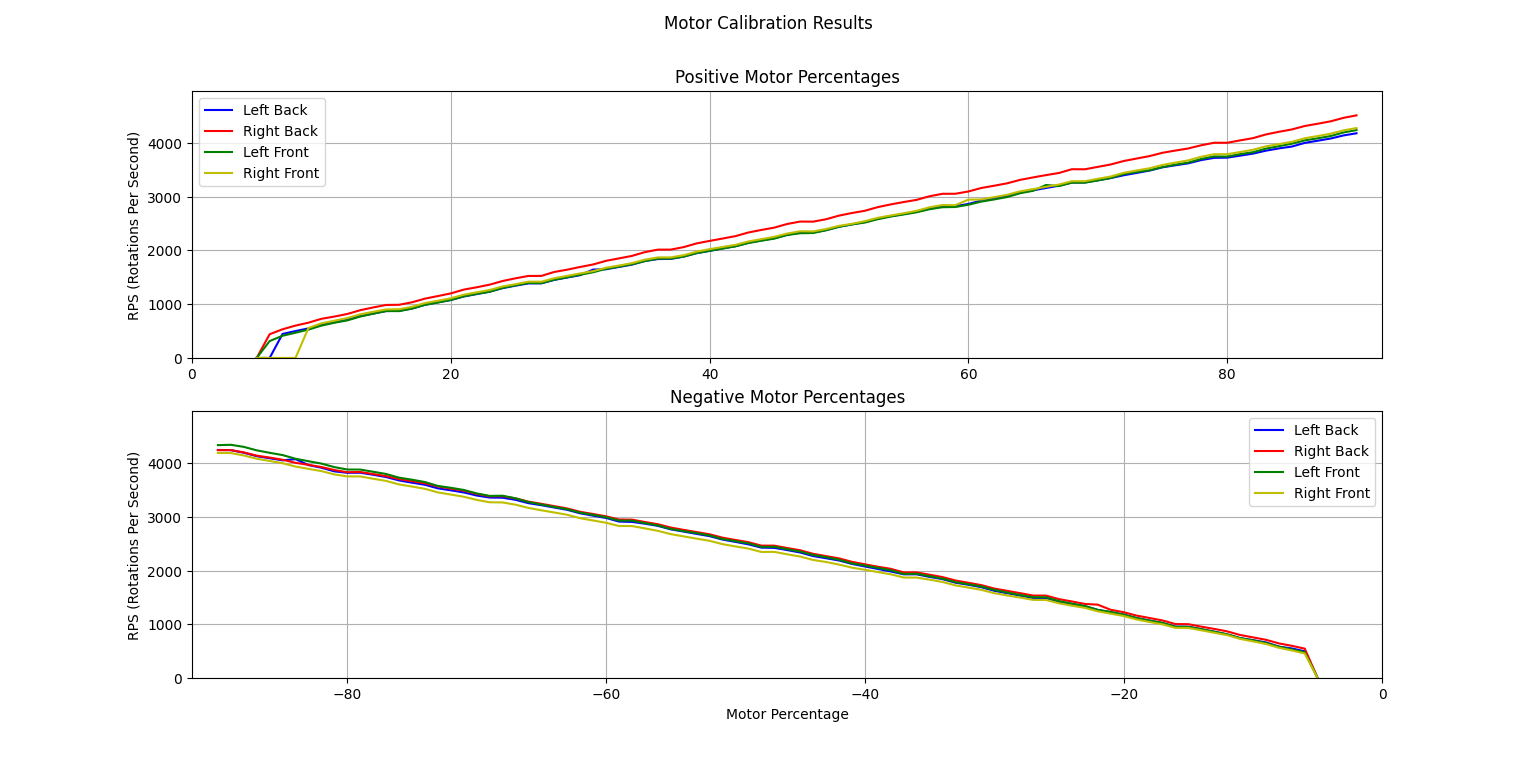 Motor Calibration Results
Positive Motor Percentages
RPS (Rotations Per Second)
4000
3000
2000
1000
0
Left Back
Right Back
Left Front
Right Front
0 20 40 60 80
Negative Motor Percentages
RPS (Rotations Per Second)
4000
3000
2000
1000
0
Left Back
Right Back
Left Front
Right Front
−80 −60 −40 −20 0
Motor Percentage